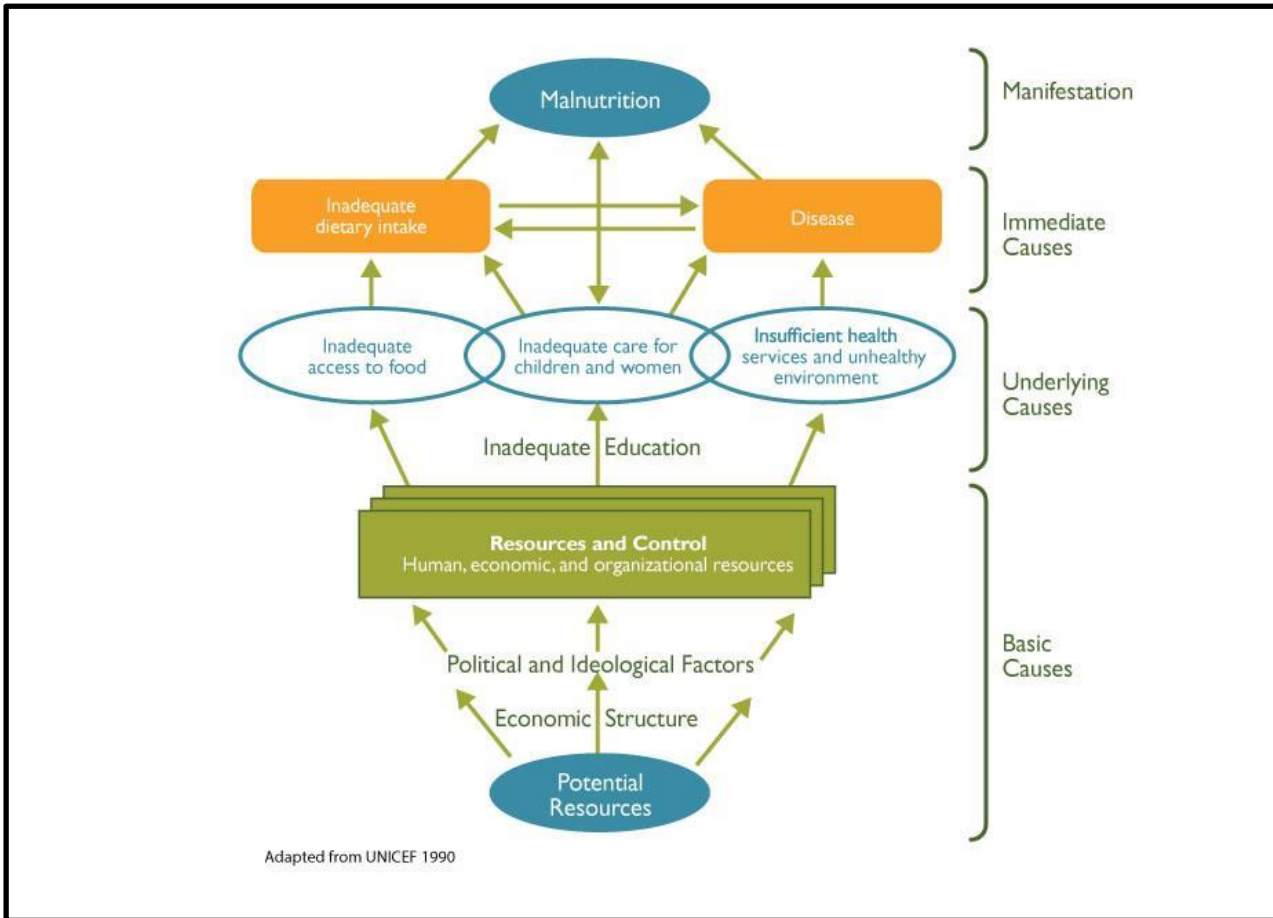 Malnutrition
Manifestation
Inadequate
dietary intake
Disease
Immediate
Causes
Inadequate
access to food
Inadequate care for
children and women
Insufficient health
services and unhealthy
environment
Underlying
Causes
Inadequate Education
Resources and Control
Human, economic, and organizational resources
Political and Ideological Factors
Basic
Causes
Economic Structure
Potential
Resources
Adapted from UNICEF 1990